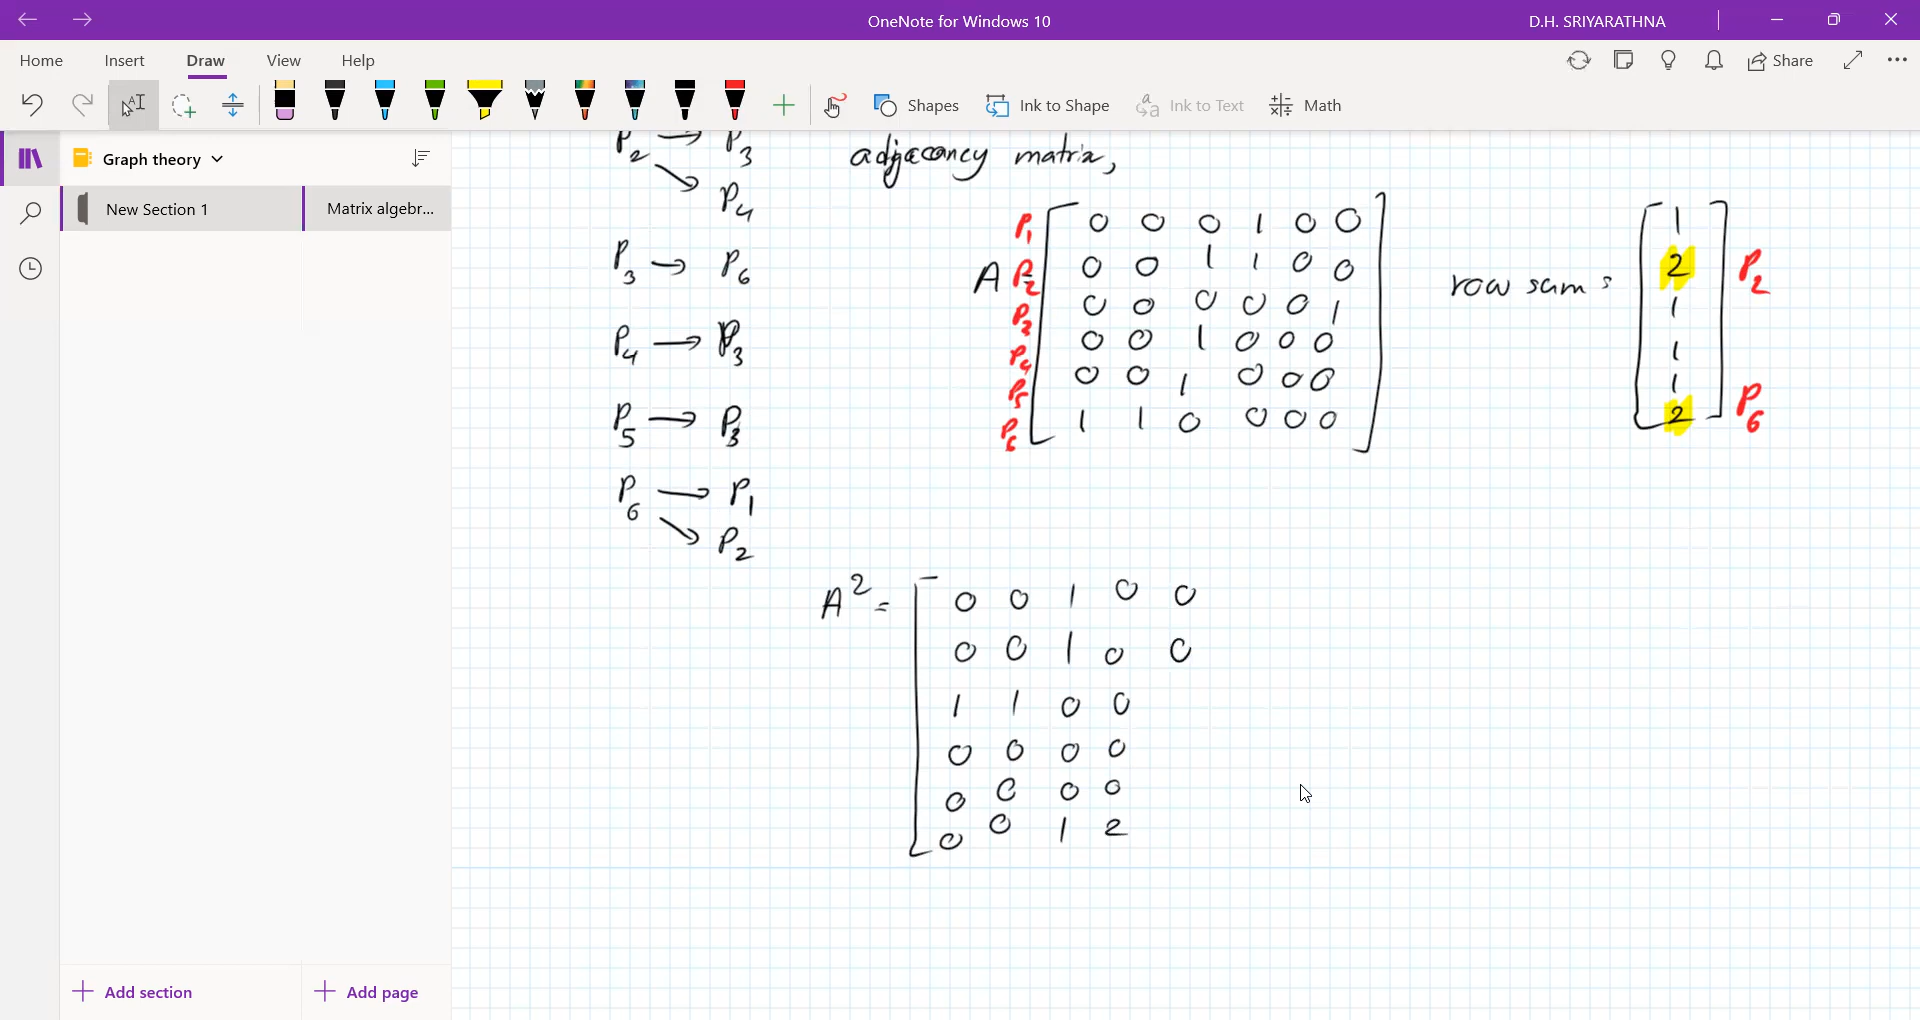 OneNote for Windows 10
D.H. SRIYARATHNA
Home Insert Draw View Help
Share
Shapes Ink to Shape Ink to Text Math
Graph theory
New Section 1
Matrix algebr...
P2 → P3
↘ P4
P3 → P6
P4 → P3
P5 → P3
P6 → P1
↘ P2
adjacancy matrix,
A
P1 0 0 0 1 0 0
P2 0 0 1 1 0 0
P3 0 0 0 0 0 1
P4 0 0 1 0 0 0
P5 0 0 1 0 0 0
P6 1 1 0 0 0 0
row sum :
1
2 P2
1
1
1
2 P6
A² =
0 0 1 0 0
0 0 1 0 0
1 1 0 0
0 0 0 0
0 0 0 0
0 0 1 2
Add section
Add page